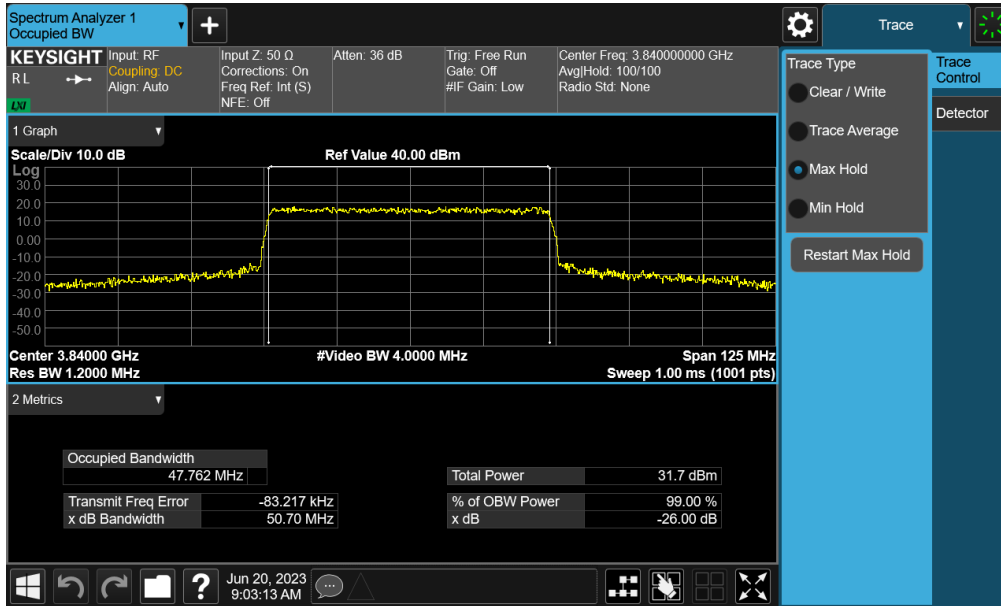 Spectrum Analyzer 1
Occupied BW
Trace
KEYSIGHT
Input: RF
Coupling: DC
Align: Auto
Input Z: 50 Ω
Corrections: On
Freq Ref: Int (S)
NFE: Off
Atten: 36 dB
Trig: Free Run
Gate: Off
#IF Gain: Low
Center Freq: 3.840000000 GHz
Avg|Hold: 100/100
Radio Std: None
R L
LXI
Trace Type
Clear / Write
Trace Average
Max Hold
Min Hold
Restart Max Hold
Trace
Control
Detector
1 Graph
Scale/Div 10.0 dB
Ref Value 40.00 dBm
Log
30.0
20.0
10.0
0.00
-10.0
-20.0
-30.0
-40.0
-50.0
Center 3.84000 GHz
#Video BW 4.0000 MHz
Span 125 MHz
Res BW 1.2000 MHz
Sweep 1.00 ms (1001 pts)
2 Metrics
Occupied Bandwidth
47.762 MHz
Total Power 31.7 dBm
Transmit Freq Error -83.217 kHz
% of OBW Power 99.00 %
x dB Bandwidth 50.70 MHz
x dB -26.00 dB
Jun 20, 2023
9:03:13 AM